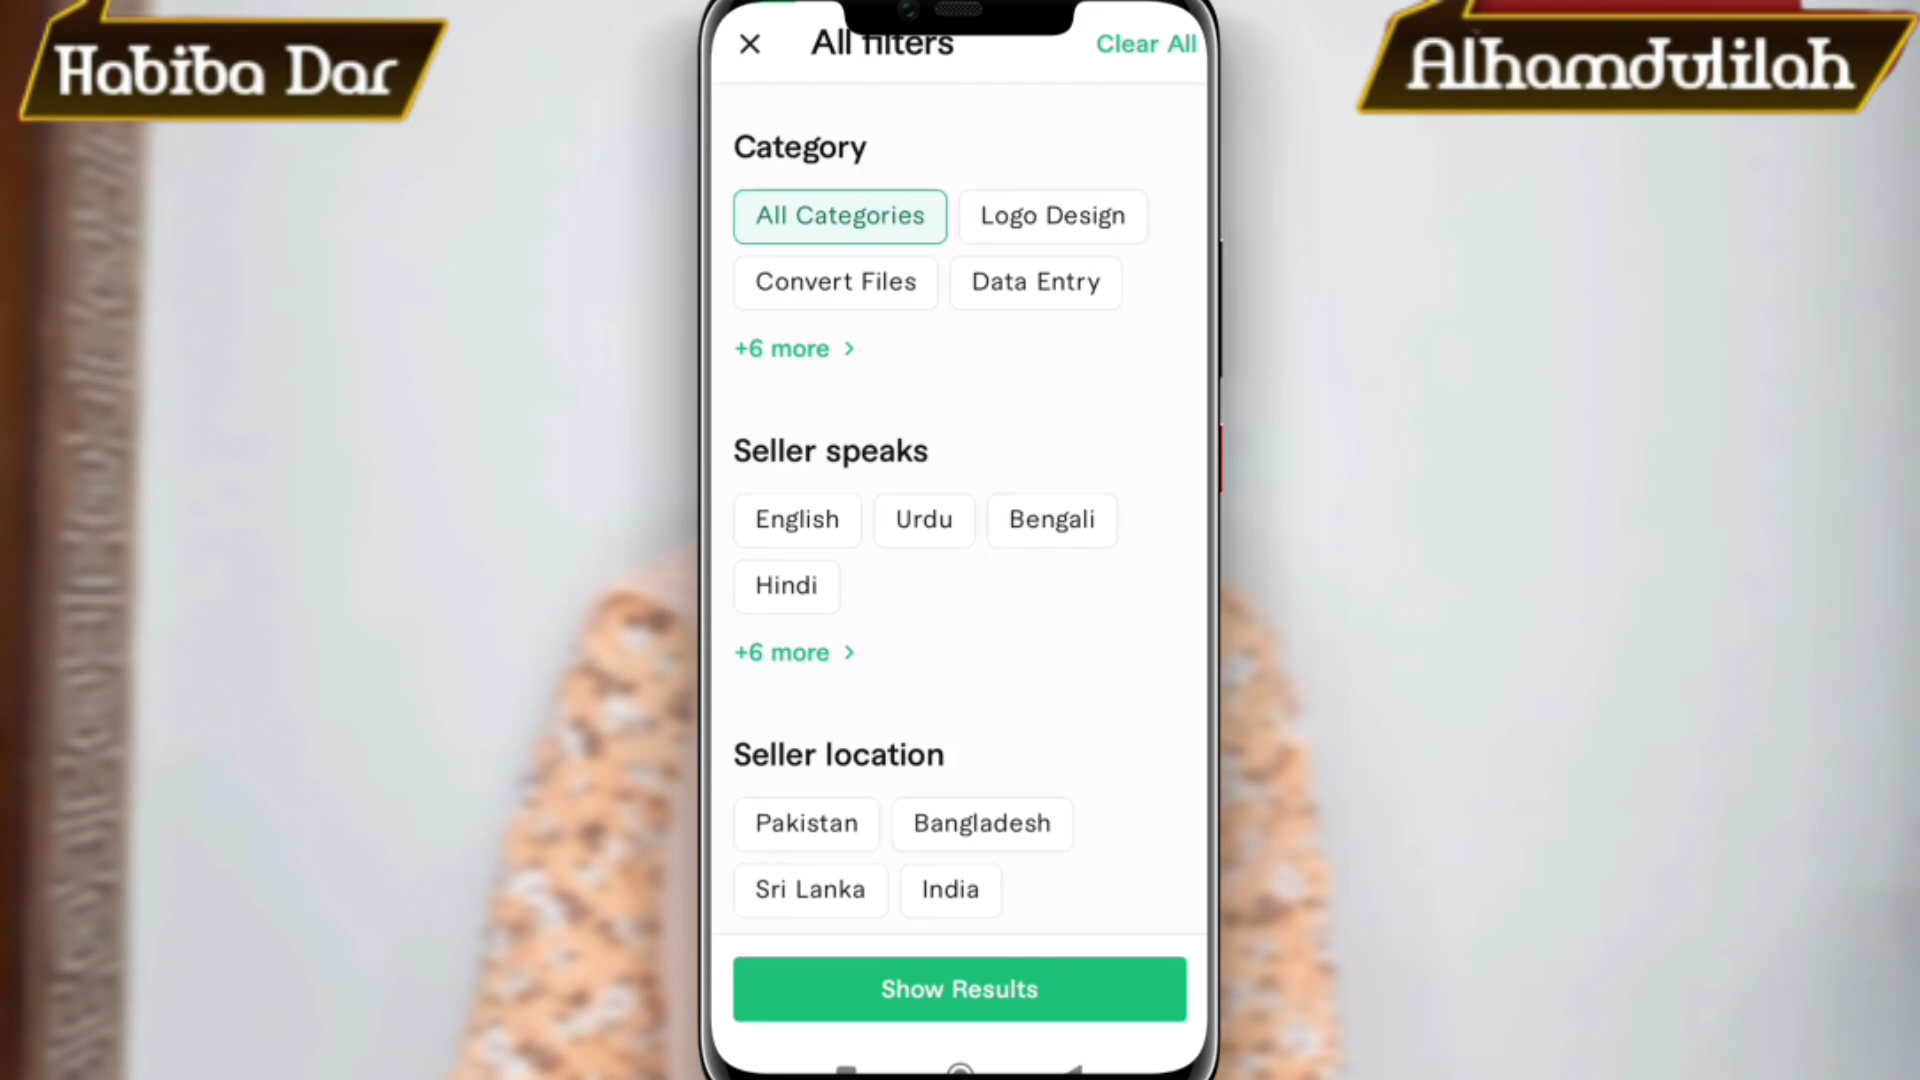 Habiba Dar
Alhamdulilah
All filters
Clear All
Category
All Categories
Logo Design
Convert Files
Data Entry
+6 more
Seller speaks
English
Urdu
Bengali
Hindi
+6 more
Seller location
Pakistan
Bangladesh
Sri Lanka
India
Show Results